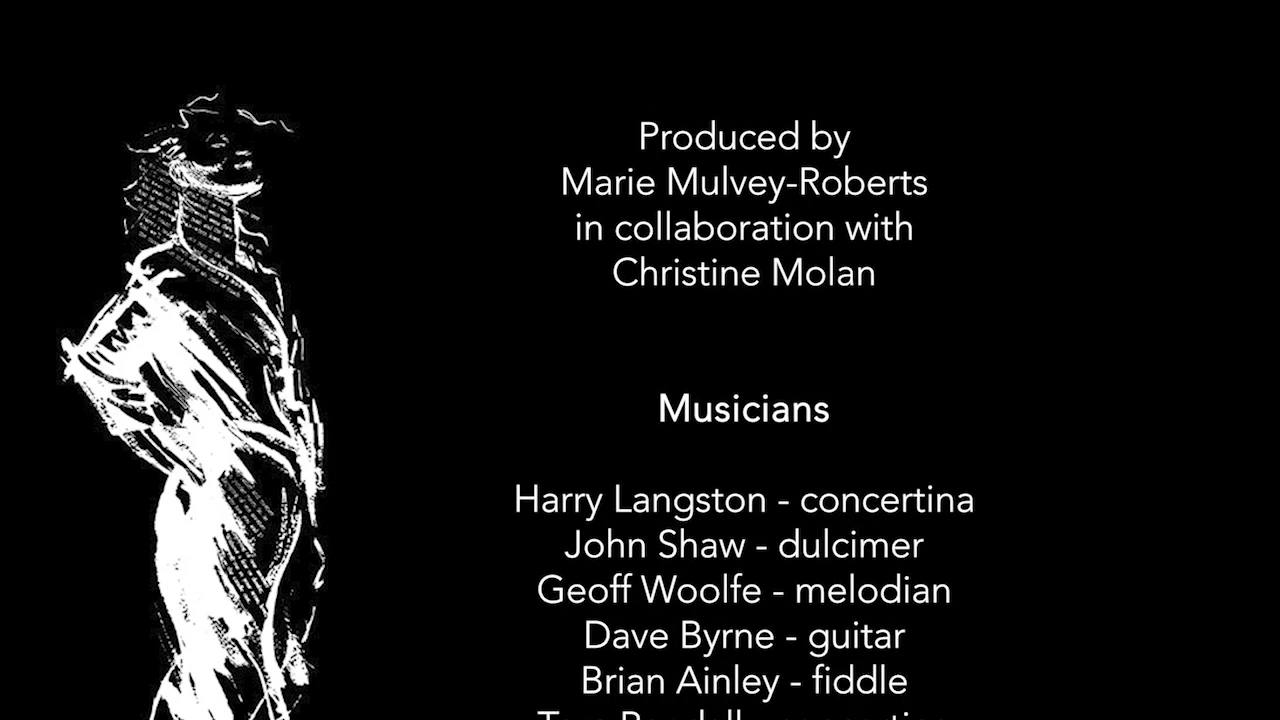 Produced by
Marie Mulvey-Roberts
in collaboration with
Christine Molan
Musicians
Harry Langston - concertina
John Shaw - dulcimer
Geoff Woolfe - melodian
Dave Byrne - guitar
Brian Ainley - fiddle